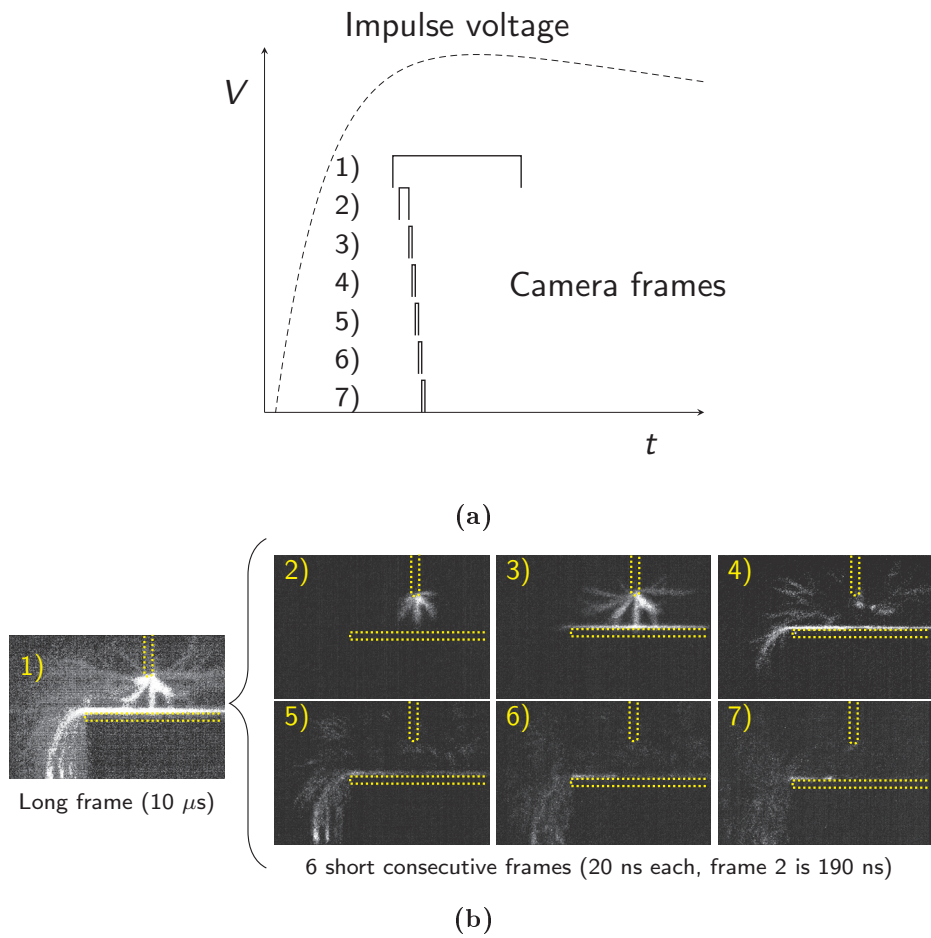 Impulse voltage
V
1)
2)
3)
4)
5)
6)
7)
Camera frames
t
(a)
1)
Long frame (10 μs)
2)
3)
4)
5)
6)
7)
6 short consecutive frames (20 ns each, frame 2 is 190 ns)
(b)